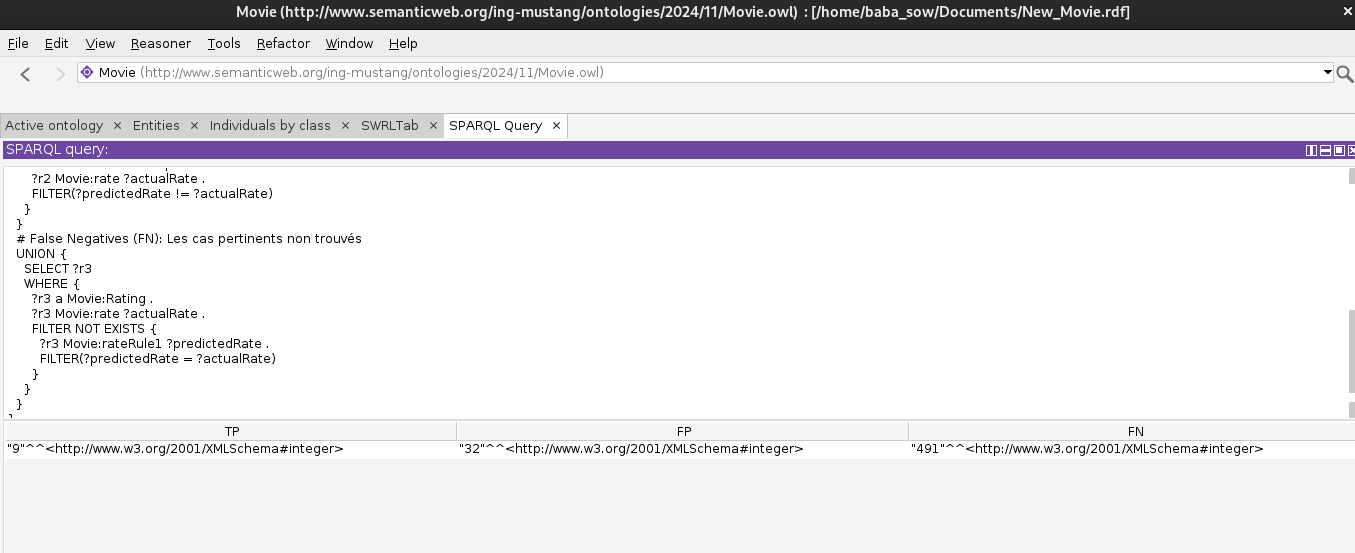 Movie (http://www.semanticweb.org/ing-mustang/ontologies/2024/11/Movie.owl) : [/home/baba_sow/Documents/New_Movie.rdf]
File Edit View Reasoner Tools Refactor Window Help
Movie (http://www.semanticweb.org/ing-mustang/ontologies/2024/11/Movie.owl)
Active ontology × Entities × Individuals by class × SWRLTab × SPARQL Query ×
SPARQL query:
?r2 Movie:rate ?actualRate .
FILTER(?predictedRate != ?actualRate)
}
}
# False Negatives (FN): Les cas pertinents non trouvés
UNION {
SELECT ?r3
WHERE {
?r3 a Movie:Rating .
?r3 Movie:rate ?actualRate .
FILTER NOT EXISTS {
?r3 Movie:rateRule1 ?predictedRate .
FILTER(?predictedRate = ?actualRate)
}
}
}
TP FP FN
"9"^^<http://www.w3.org/2001/XMLSchema#integer> "32"^^<http://www.w3.org/2001/XMLSchema#integer> "491"^^<http://www.w3.org/2001/XMLSchema#integer>